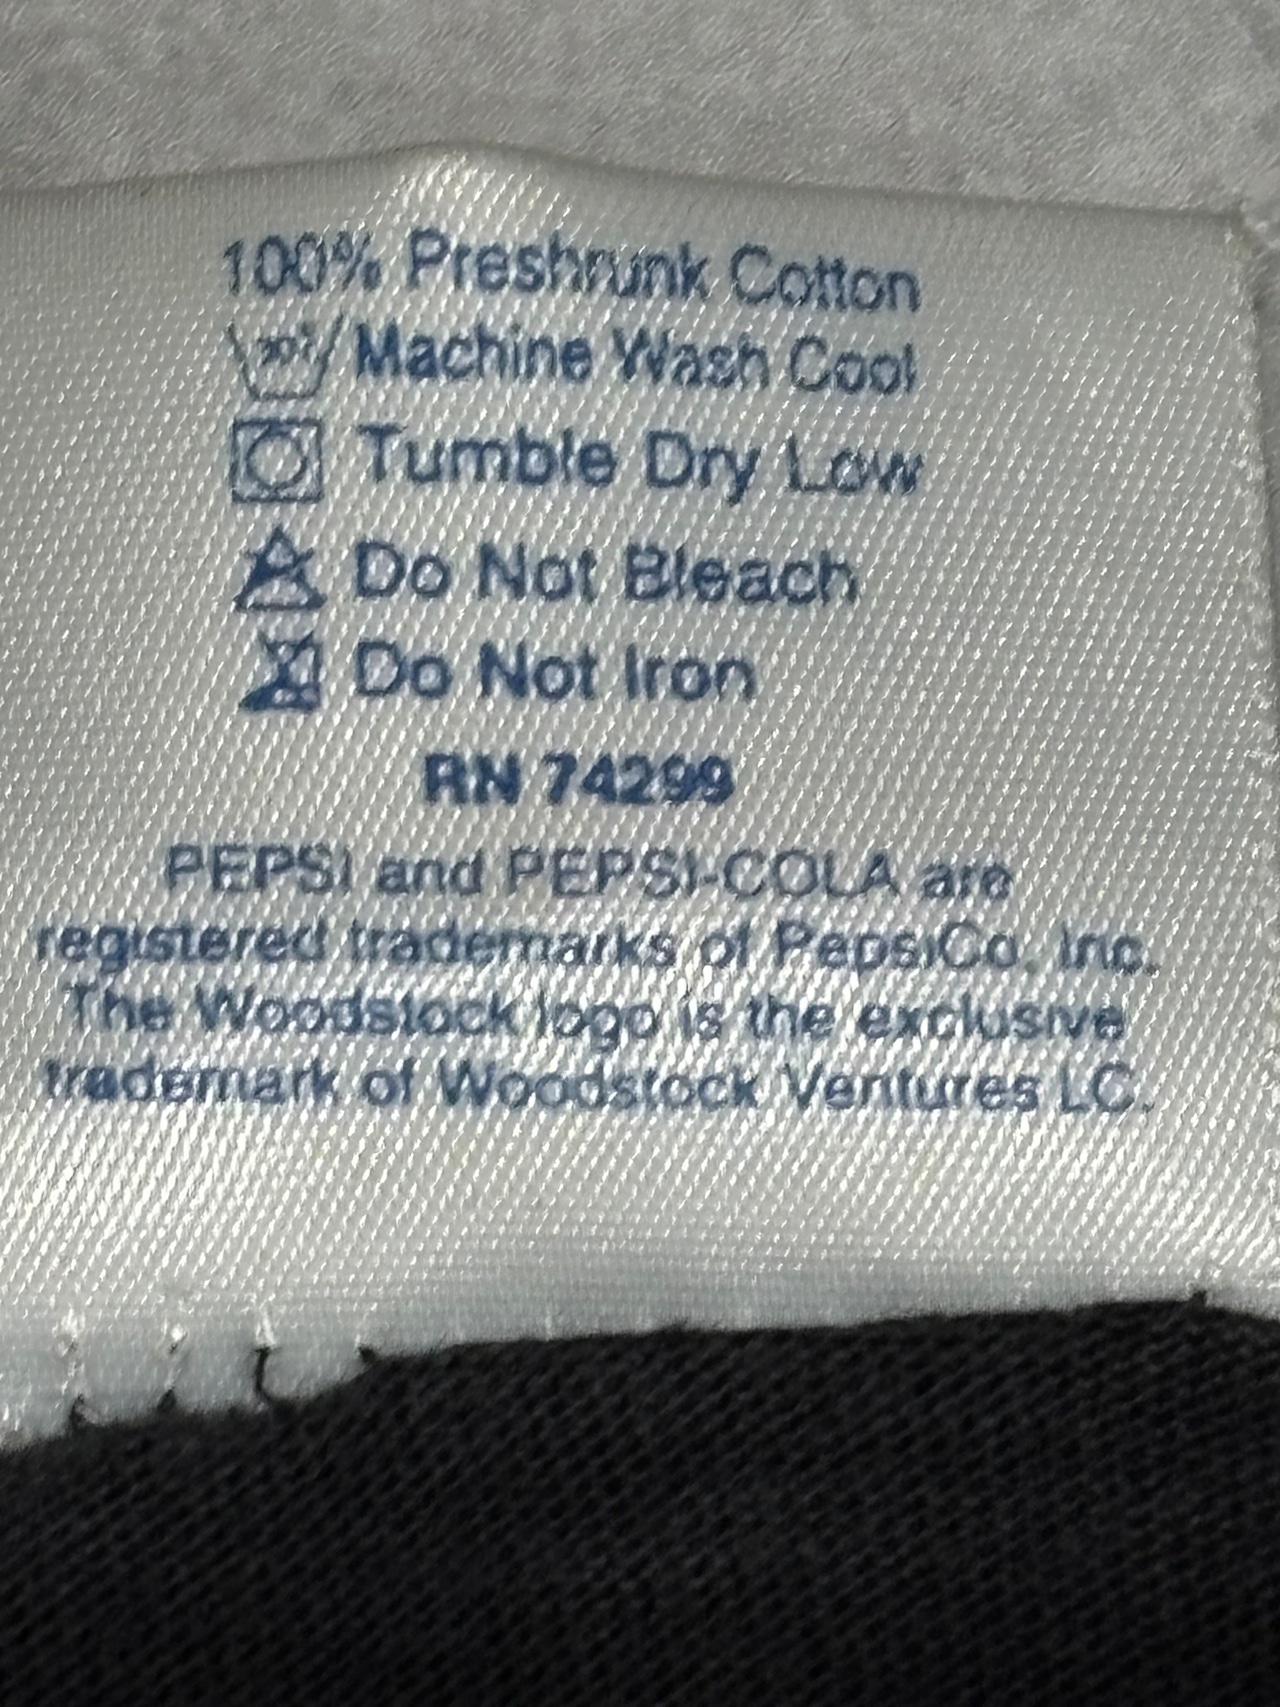 100% Preshrunk Cotton
30° Machine Wash Cool
Tumble Dry Low
Do Not Bleach
Do Not Iron
RN 74299
PEPSI and PEPSI-COLA are
registered trademarks of PepsiCo, Inc.
The Woodstock logo is the exclusive
trademark of Woodstock Ventures LC.